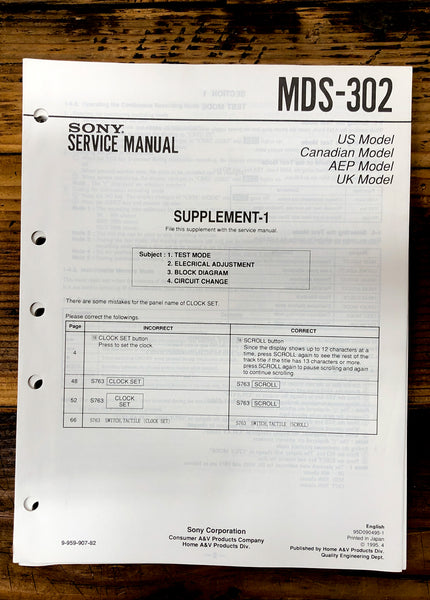 MDS-302
SONY
SERVICE MANUAL
US Model
Canadian Model
AEP Model
UK Model
SUPPLEMENT-1
File this supplement with the service manual.
Subject : 1. TEST MODE
2. ELECRICAL ADJUSTMENT
3. BLOCK DIAGRAM
4. CIRCUIT CHANGE
There are some mistakes for the panel name of CLOCK SET.
Please correct the followings.
Page INCORRECT CORRECT
4
CLOCK SET button
Press to set the clock.
SCROLL button
Since the display shows up to 12 characters at a
time, press SCROLL again to see the rest of the
track title if the title has 13 characters or more.
press SCROLL again to pause scrolling and again
to continue scrolling.
48 S763 CLOCK SET S763 SCROLL
52 S763 CLOCK SET S763 SCROLL
66 S763 SWITCH,TACTILE (CLOCK SET) S763 SWITCH,TACTILE (SCROLL)
9-959-907-82
Sony Corporation
Consumer A&V Products Company
Home A&V Products Div.
English
95D090496-1
Printed in Japan
© 1995. 4
Published by Home A&V Products Div.
Quality Engineering Dept.